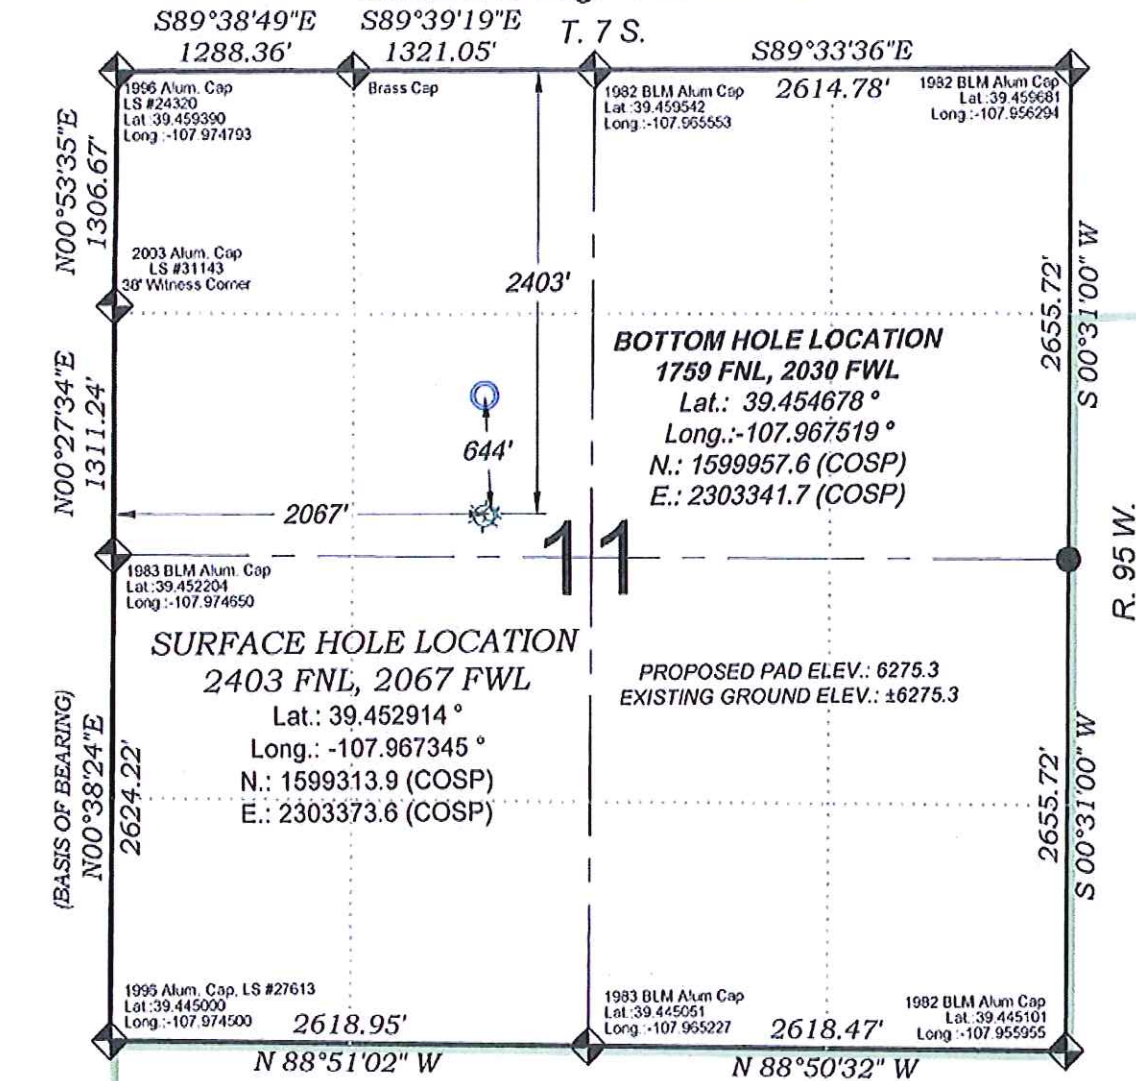 S89°38'49"E
1288.36'
S89°39'19"E
1321.05'
T. 7 S.
S89°33'36"E
2614.78'
1996 Alum. Cap
LS #24320
Lat:39.459390
Long:-107.974793
Brass Cap
1982 BLM Alum Cap
Lat:39.459542
Long.:-107.965553
1982 BLM Alum Cap
Lat:39.459681
Long.:-107.956294
N00°53'35"E
1306.67'
2003 Alum. Cap
LS #31143
38' Witness Corner
2403'
2655.72'
S 00°31'00" W
BOTTOM HOLE LOCATION
1759 FNL, 2030 FWL
Lat.: 39.454678 °
Long.:-107.967519 °
N.: 1599957.6 (COSP)
E.: 2303341.7 (COSP)
N00°27'34"E
1311.24'
644'
2067'
11
R. 95 W.
1983 BLM Alum. Cap
Lat:39.452204
Long:-107.974650
SURFACE HOLE LOCATION
2403 FNL, 2067 FWL
Lat.: 39.452914 °
Long.: -107.967345 °
N.: 1599313.9 (COSP)
E.: 2303373.6 (COSP)
PROPOSED PAD ELEV.: 6275.3
EXISTING GROUND ELEV.: ±6275.3
(BASIS OF BEARING)
N00°38'24"E
2624.22'
2655.72'
S 00°31'00" W
1995 Alum. Cap, LS #27613
Lat:39.445000
Long.:-107.974500
2618.95'
N 88°51'02" W
1983 BLM Alum Cap
Lat:39.445051
Long.:-107.965227
2618.47'
N 88°50'32" W
1982 BLM Alum Cap
Lat:39.445101
Long.:-107.955955